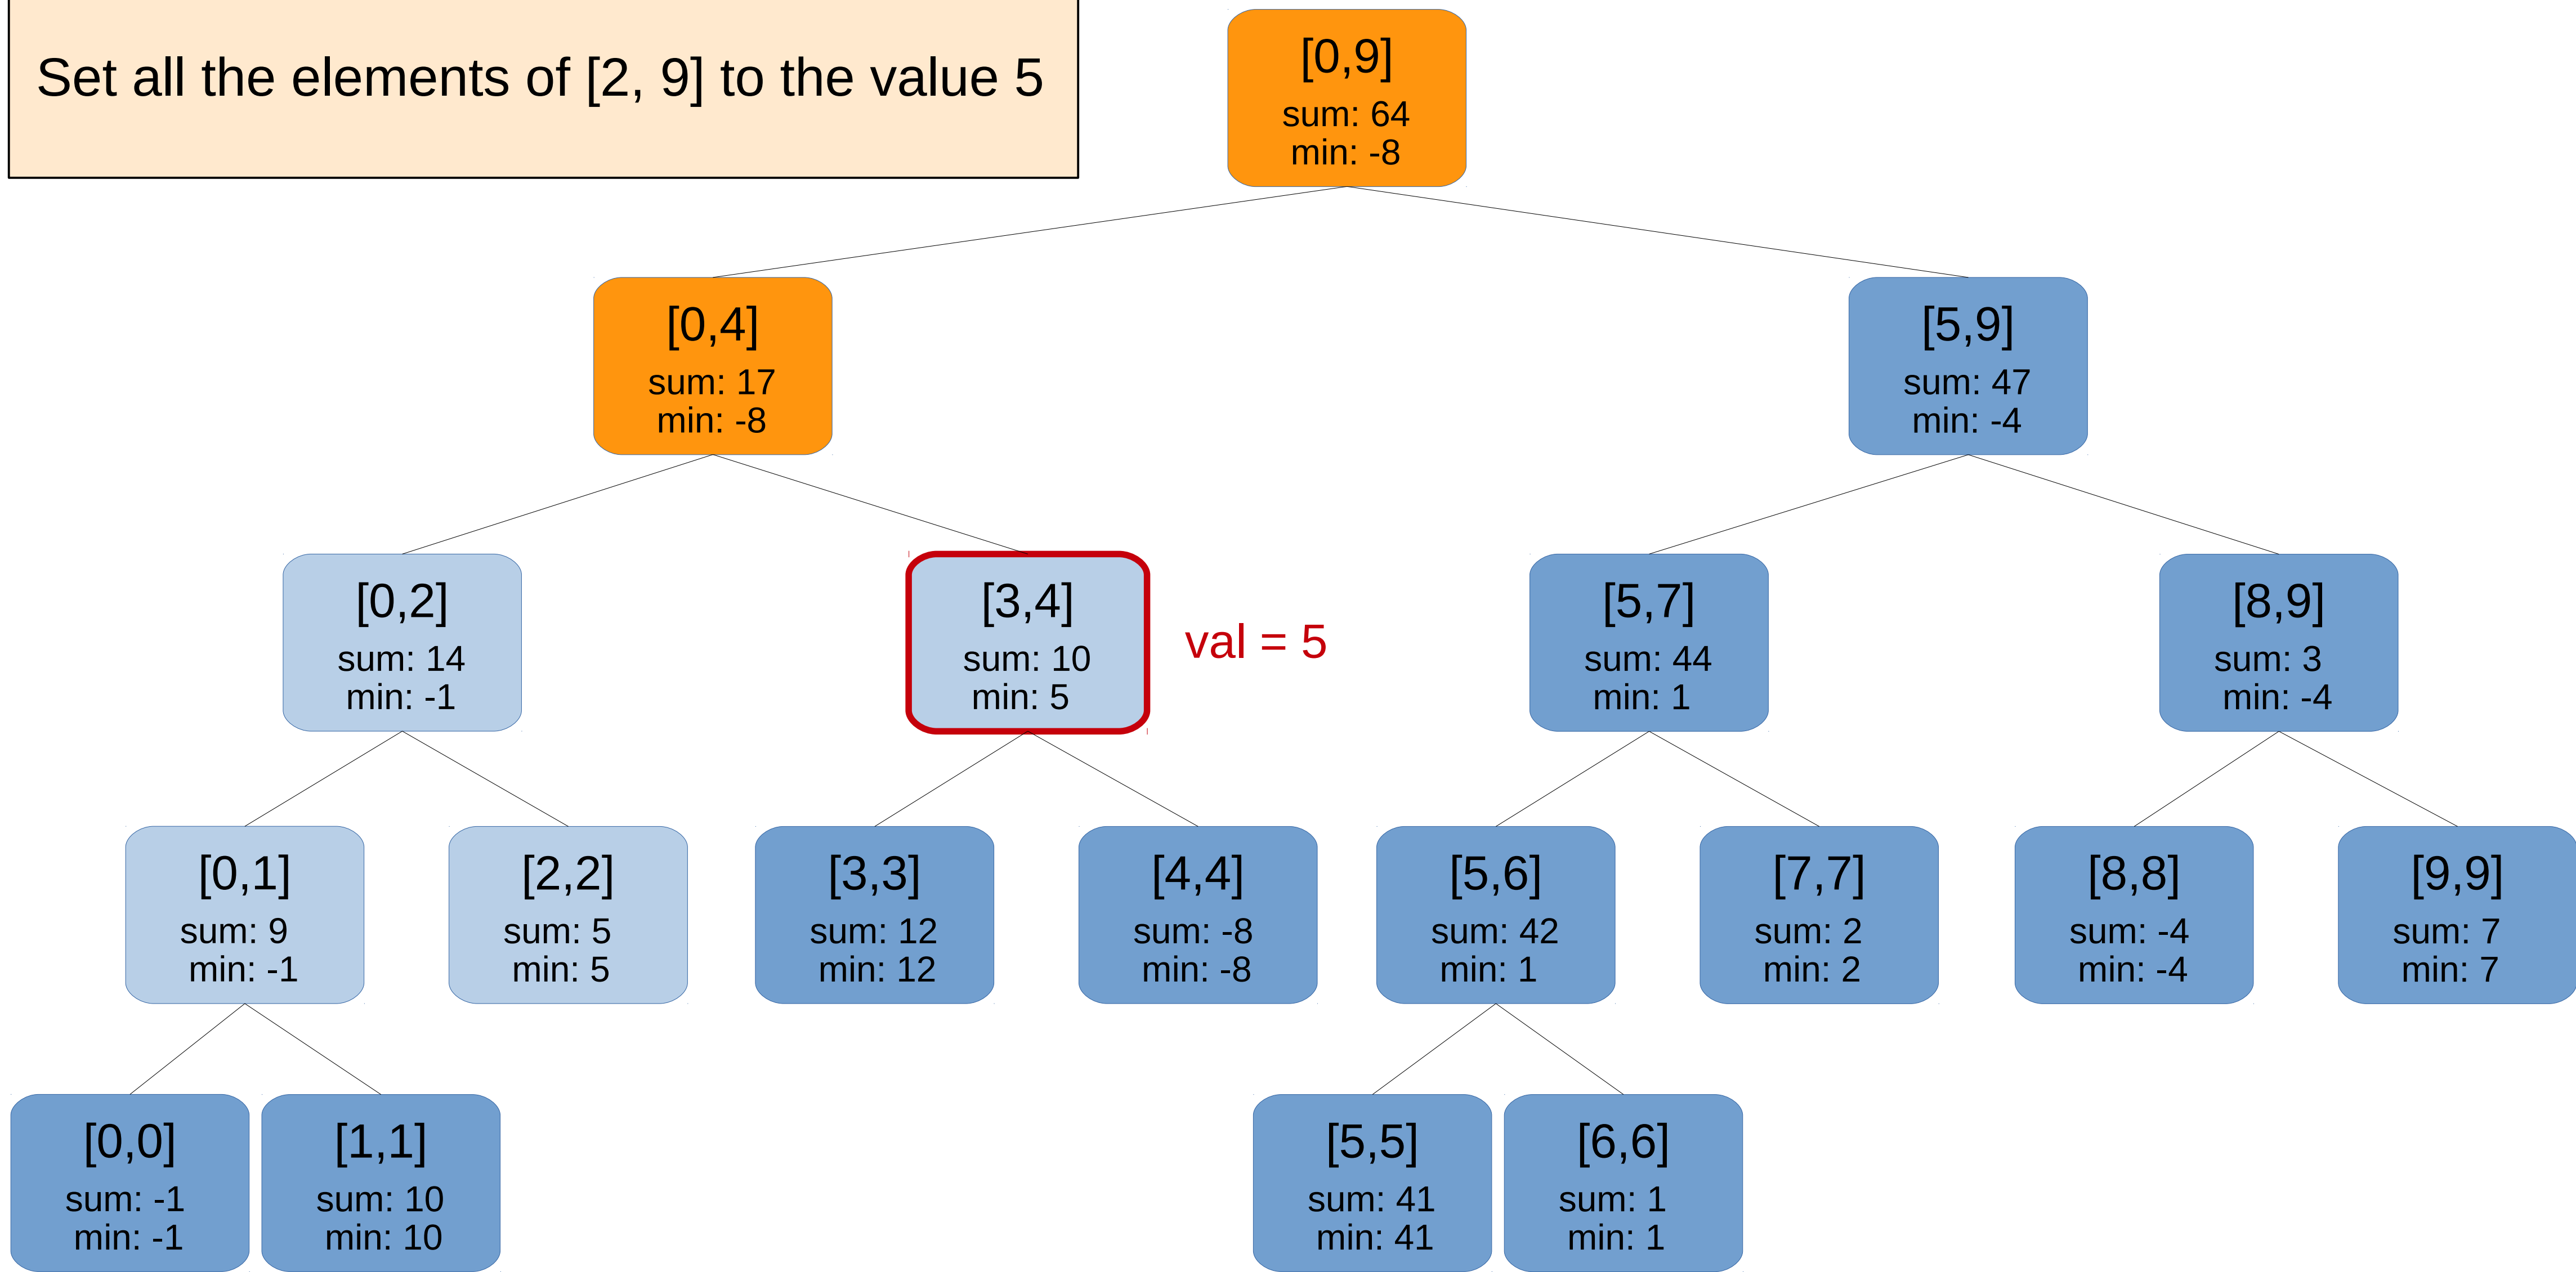 Set all the elements of [2, 9] to the value 5
[0,9]
sum: 64
min: -8
[0,4]
sum: 17
min: -8
[5,9]
sum: 47
min: -4
[0,2]
sum: 14
min: -1
[3,4]
sum: 10
min: 5
val = 5
[5,7]
sum: 44
min: 1
[8,9]
sum: 3
min: -4
[0,1]
sum: 9
min: -1
[2,2]
sum: 5
min: 5
[3,3]
sum: 12
min: 12
[4,4]
sum: -8
min: -8
[5,6]
sum: 42
min: 1
[7,7]
sum: 2
min: 2
[8,8]
sum: -4
min: -4
[9,9]
sum: 7
min: 7
[0,0]
sum: -1
min: -1
[1,1]
sum: 10
min: 10
[5,5]
sum: 41
min: 41
[6,6]
sum: 1
min: 1